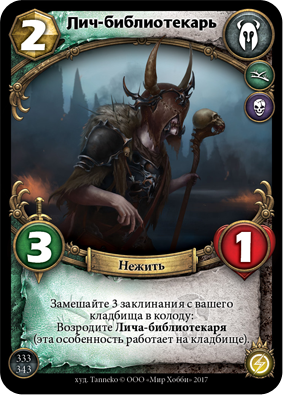 2
Лич-библиотекарь
3
Нежить
1
Замешайте 3 заклинания с вашего
кладбища в колоду:
Возродите Лича-библиотекаря
(эта особенность работает на кладбище).
333
343
худ. Tanneko © ООО «Мир Хобби» 2017